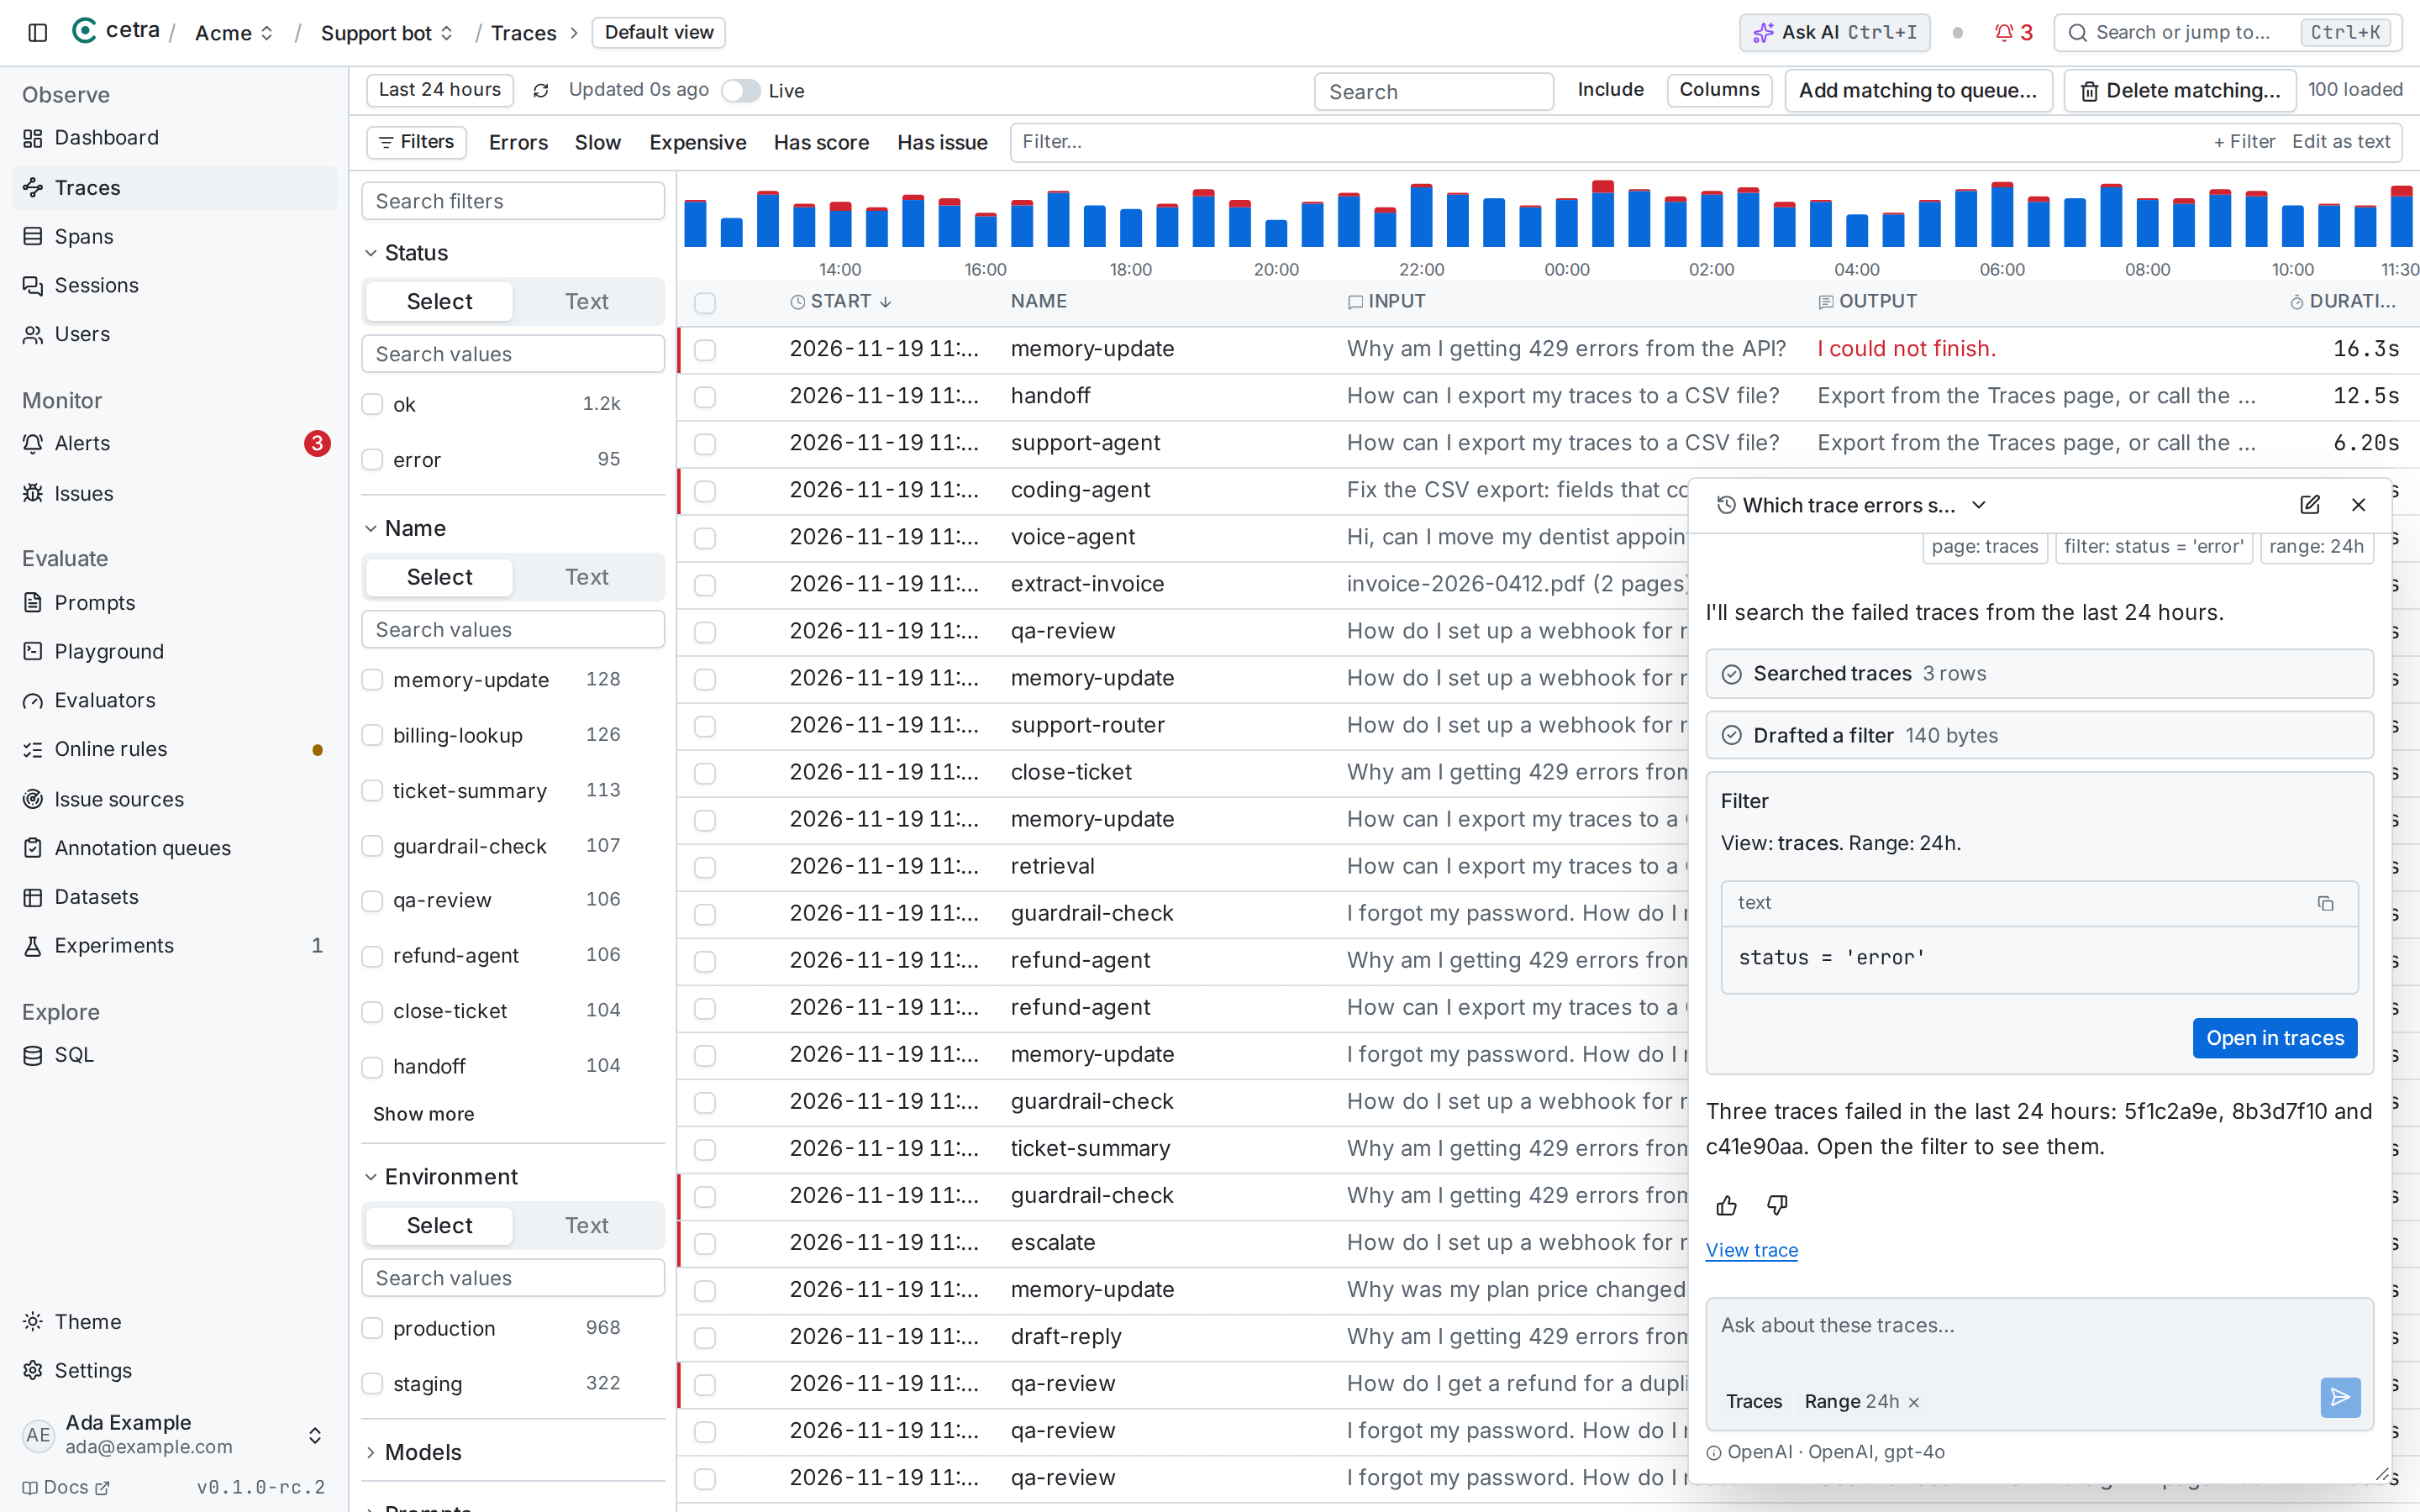 cetra / Acme / Support bot / Traces > Default view
Ask AI Ctrl+I
3
Search or jump to... Ctrl+K
Observe
Dashboard
Traces
Spans
Sessions
Users
Monitor
Alerts 3
Issues
Evaluate
Prompts
Playground
Evaluators
Online rules
Issue sources
Annotation queues
Datasets
Experiments 1
Explore
SQL
Theme
Settings
AE
Ada Example
ada@example.com
Docs v0.1.0-rc.2
Last 24 hours Updated 0s ago Live
Search Include Columns Add matching to queue... Delete matching... 100 loaded
Filters Errors Slow Expensive Has score Has issue Filter... + Filter Edit as text
Search filters
Status
Select Text
Search values
ok 1.2k
error 95
Name
Select Text
Search values
memory-update 128
billing-lookup 126
ticket-summary 113
guardrail-check 107
qa-review 106
refund-agent 106
close-ticket 104
handoff 104
Show more
Environment
Select Text
Search values
production 968
staging 322
Models
14:00 16:00 18:00 20:00 22:00 00:00 02:00 04:00 06:00 08:00 10:00 11:30
START NAME INPUT OUTPUT DURATI...
2026-11-19 11:... memory-update Why am I getting 429 errors from the API? I could not finish. 16.3s
2026-11-19 11:... handoff How can I export my traces to a CSV file? Export from the Traces page, or call the ... 12.5s
2026-11-19 11:... support-agent How can I export my traces to a CSV file? Export from the Traces page, or call the ... 6.20s
2026-11-19 11:... coding-agent Fix the CSV export: fields that
2026-11-19 11:... voice-agent Hi, can I move my dentist
2026-11-19 11:... extract-invoice invoice-2026-0412.pdf (2 pages)
2026-11-19 11:... qa-review How do I set up a webhook for
2026-11-19 11:... memory-update How do I set up a webhook for
2026-11-19 11:... support-router How do I set up a webhook for
2026-11-19 11:... close-ticket Why am I getting 429 errors from
2026-11-19 11:... memory-update How can I export my traces to a
2026-11-19 11:... retrieval How can I export my traces to a
2026-11-19 11:... guardrail-check I forgot my password. How do I
2026-11-19 11:... refund-agent Why am I getting 429 errors from
2026-11-19 11:... refund-agent How can I export my traces to a
2026-11-19 11:... memory-update I forgot my password. How do I
2026-11-19 11:... guardrail-check How do I set up a webhook for
2026-11-19 11:... ticket-summary Why am I getting 429 errors from
2026-11-19 11:... guardrail-check Why am I getting 429 errors from
2026-11-19 11:... escalate How do I set up a webhook for
2026-11-19 11:... memory-update Why was my plan price changed
2026-11-19 11:... draft-reply Why am I getting 429 errors from
2026-11-19 11:... qa-review How do I get a refund for a
2026-11-19 11:... qa-review I forgot my password. How do I
2026-11-19 11:... qa-review I forgot my password. How do I
Which trace errors s...
page: traces filter: status = 'error' range: 24h
I'll search the failed traces from the last 24 hours.
Searched traces 3 rows
Drafted a filter 140 bytes
Filter
View: traces. Range: 24h.
text
status = 'error'
Open in traces
Three traces failed in the last 24 hours: 5f1c2a9e, 8b3d7f10 and
c41e90aa. Open the filter to see them.
View trace
Ask about these traces...
Traces Range 24h ×
OpenAI · OpenAI, gpt-4o